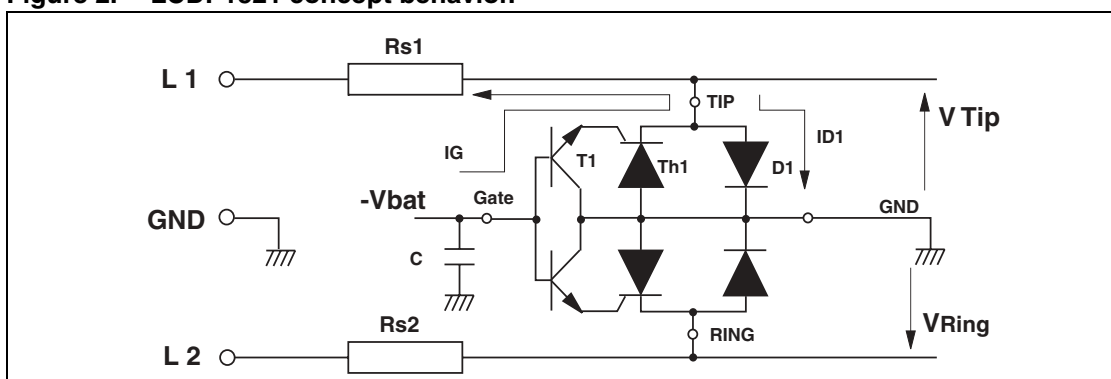 Figure 2. LCDP1521 concept behavior
Rs1
L 1
TIP
V Tip
IG
T1
Th1
D1
ID1
-Vbat
Gate
GND
GND
C
Rs2
RING
VRing
L 2